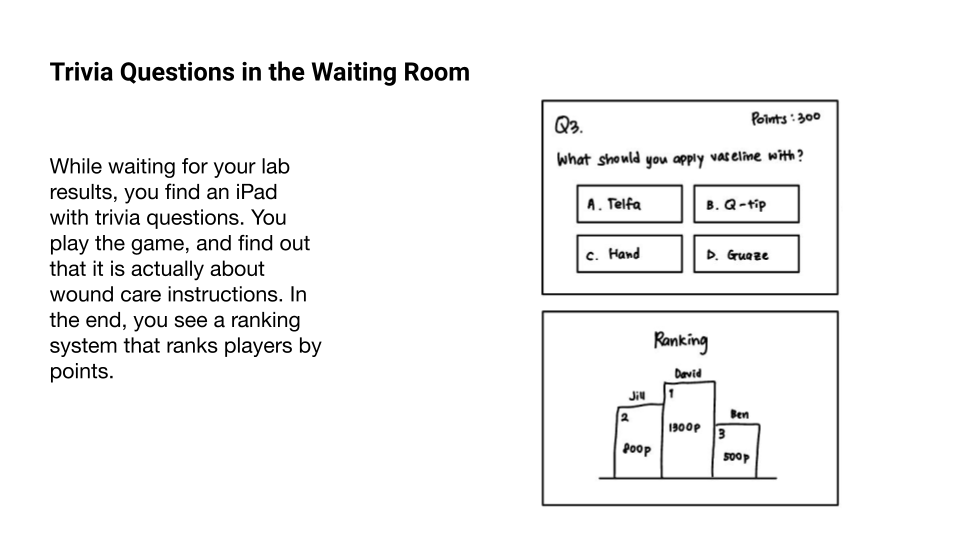 Trivia Questions in the Waiting Room
While waiting for your lab
results, you find an iPad
with trivia questions. You
play the game, and find out
that it is actually about
wound care instructions. In
the end, you see a ranking
system that ranks players by
points.
Q3.
Points: 300
What should you apply vaseline with?
A. Telfa
B. Q-tip
C. Hand
D. Guaze
Ranking
David
Jill
1
Ben
2
1300p
3
800p
500p